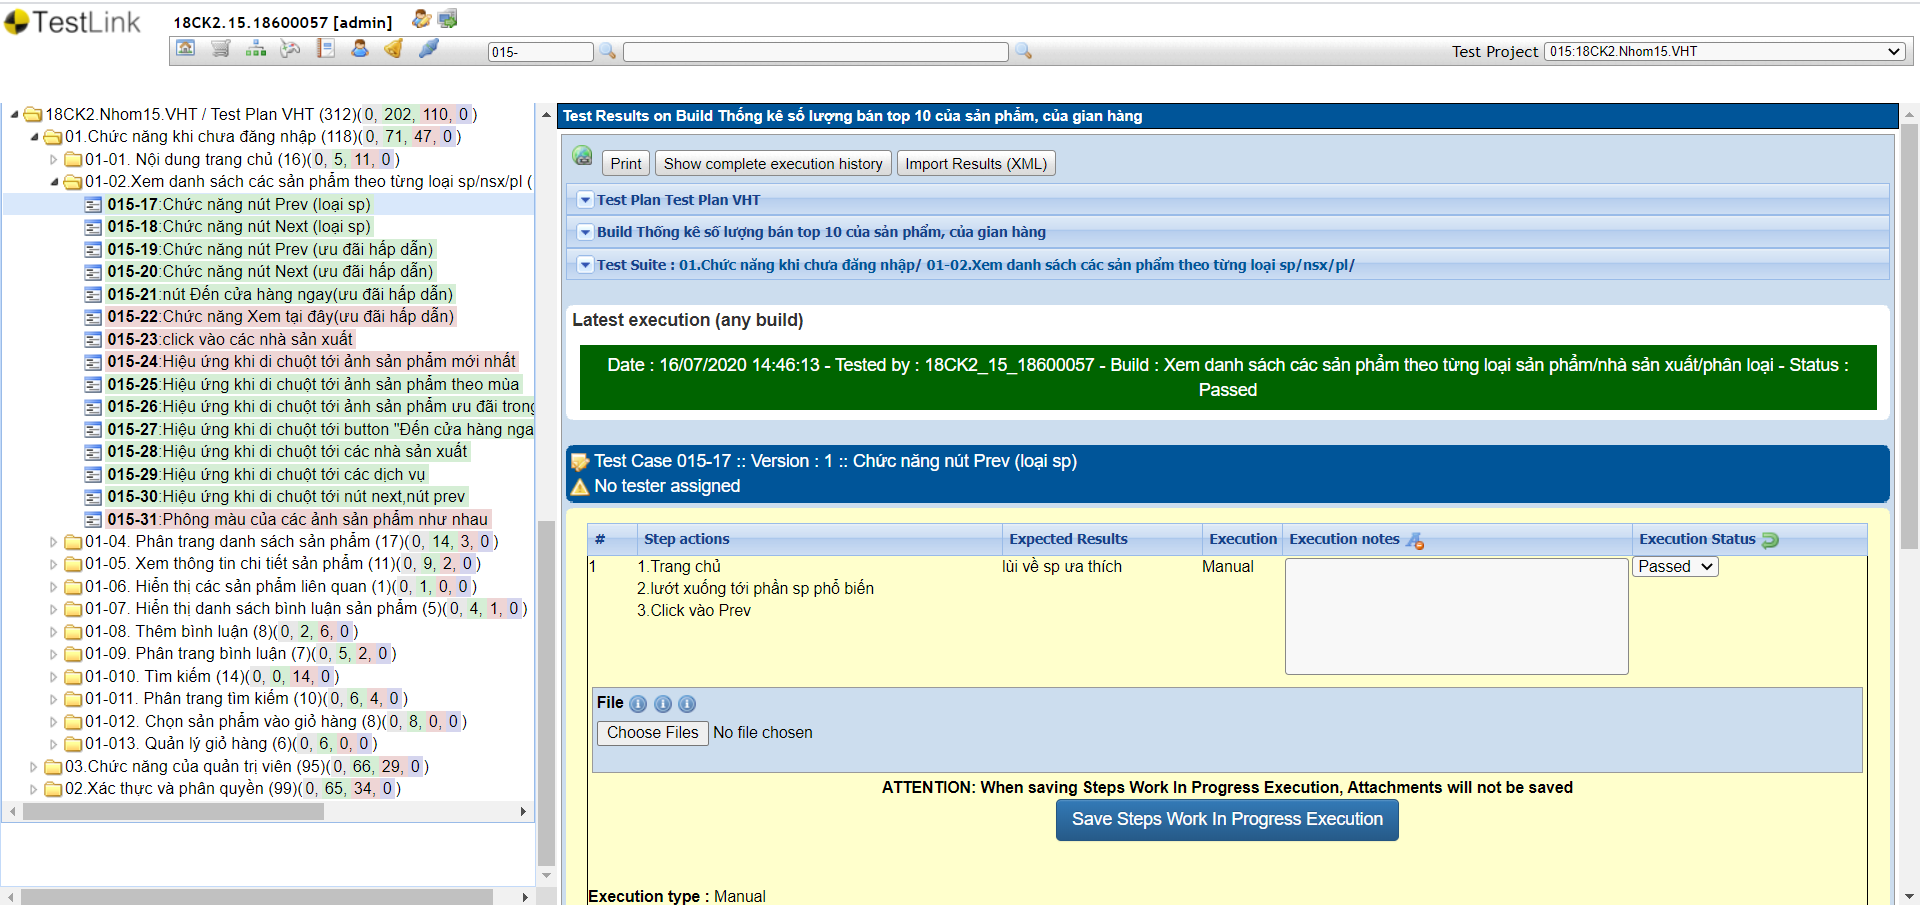 TestLink
18CK2.15.18600057 [admin]
015-
Test Project
015:18CK2.Nhom15.VHT
18CK2.Nhom15.VHT / Test Plan VHT (312)(0, 202, 110, 0)
01.Chức năng khi chưa đăng nhập (118)(0, 71, 47, 0)
01-01. Nội dung trang chủ (16)(0, 5, 11, 0)
01-02.Xem danh sách các sản phẩm theo từng loại sp/nsx/pl (
015-17:Chức năng nút Prev (loại sp)
015-18:Chức năng nút Next (loại sp)
015-19:Chức năng nút Prev (ưu đãi hấp dẫn)
015-20:Chức năng nút Next (ưu đãi hấp dẫn)
015-21:nút Đến cửa hàng ngay(ưu đãi hấp dẫn)
015-22:Chức năng Xem tại đây(ưu đãi hấp dẫn)
015-23:click vào các nhà sản xuất
015-24:Hiệu ứng khi di chuột tới ảnh sản phẩm mới nhất
015-25:Hiệu ứng khi di chuột tới ảnh sản phẩm theo mùa
015-26:Hiệu ứng khi di chuột tới ảnh sản phẩm ưu đãi trong
015-27:Hiệu ứng khi di chuột tới button "Đến cửa hàng nga
015-28:Hiệu ứng khi di chuột tới các nhà sản xuất
015-29:Hiệu ứng khi di chuột tới các dịch vụ
015-30:Hiệu ứng khi di chuột tới nút next,nút prev
015-31:Phông màu của các ảnh sản phẩm như nhau
01-04. Phân trang danh sách sản phẩm (17)(0, 14, 3, 0)
01-05. Xem thông tin chi tiết sản phẩm (11)(0, 9, 2, 0)
01-06. Hiển thị các sản phẩm liên quan (1)(0, 1, 0, 0)
01-07. Hiển thị danh sách bình luận sản phẩm (5)(0, 4, 1, 0)
01-08. Thêm bình luận (8)(0, 2, 6, 0)
01-09. Phân trang bình luận (7)(0, 5, 2, 0)
01-010. Tìm kiếm (14)(0, 0, 14, 0)
01-011. Phân trang tìm kiếm (10)(0, 6, 4, 0)
01-012. Chọn sản phẩm vào giỏ hàng (8)(0, 8, 0, 0)
01-013. Quản lý giỏ hàng (6)(0, 6, 0, 0)
03.Chức năng của quản trị viên (95)(0, 66, 29, 0)
02.Xác thực và phân quyền (99)(0, 65, 34, 0)
Test Results on Build Thống kê số lượng bán top 10 của sản phẩm, của gian hàng
Print
Show complete execution history
Import Results (XML)
Test Plan Test Plan VHT
Build Thống kê số lượng bán top 10 của sản phẩm, của gian hàng
Test Suite : 01.Chức năng khi chưa đăng nhập/ 01-02.Xem danh sách các sản phẩm theo từng loại sp/nsx/pl/
Latest execution (any build)
Date : 16/07/2020 14:46:13 - Tested by : 18CK2_15_18600057 - Build : Xem danh sách các sản phẩm theo từng loại sản phẩm/nhà sản xuất/phân loại - Status :
Passed
Test Case 015-17 :: Version : 1 :: Chức năng nút Prev (loại sp)
No tester assigned
# Step actions Expected Results Execution Execution notes Execution Status
1 1.Trang chủ lùi về sp ưa thích Manual Passed
2.lướt xuống tới phần sp phổ biến
3.Click vào Prev
File
Choose Files No file chosen
ATTENTION: When saving Steps Work In Progress Execution, Attachments will not be saved
Save Steps Work In Progress Execution
Execution type : Manual